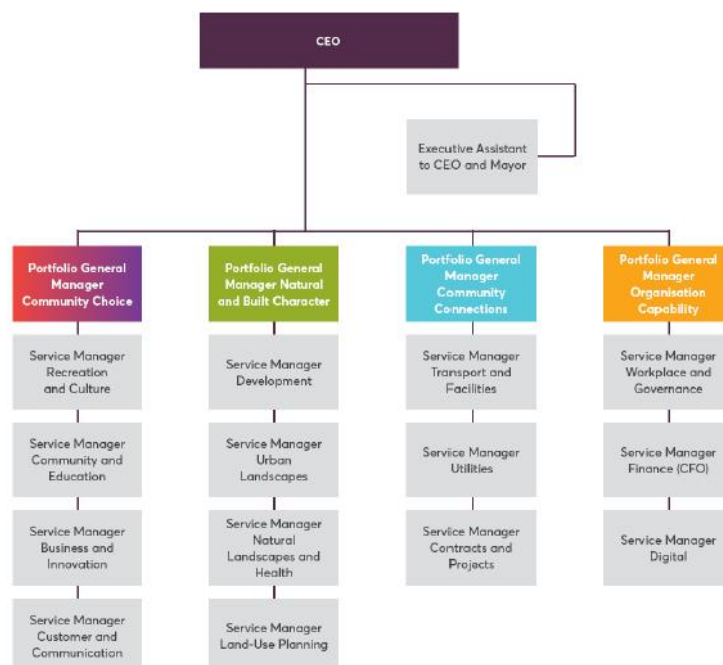 CEO
Executive Assistant
to CEO and Mayor
Portfolio General
Manager
Community Choice
Portfolio General
Manager Natural
and Built Character
Portfolio General
Manager
Community
Connections
Portfolio General
Manager
Organisation
Capability
Service Manager
Recreation
and Culture
Service Manager
Development
Service Manager
Transport and
Facilities
Service Manager
Workplace and
Governance
Service Manager
Community and
Education
Service Manager
Urban
Landscapes
Service Manager
Utilities
Service Manager
Finance (CFO)
Service Manager
Business and
Innovation
Service Manager
Natural
Landscapes and
Health
Service Manager
Contracts and
Projects
Service Manager
Digital
Service Manager
Customer and
Communication
Service Manager
Land-Use Planning